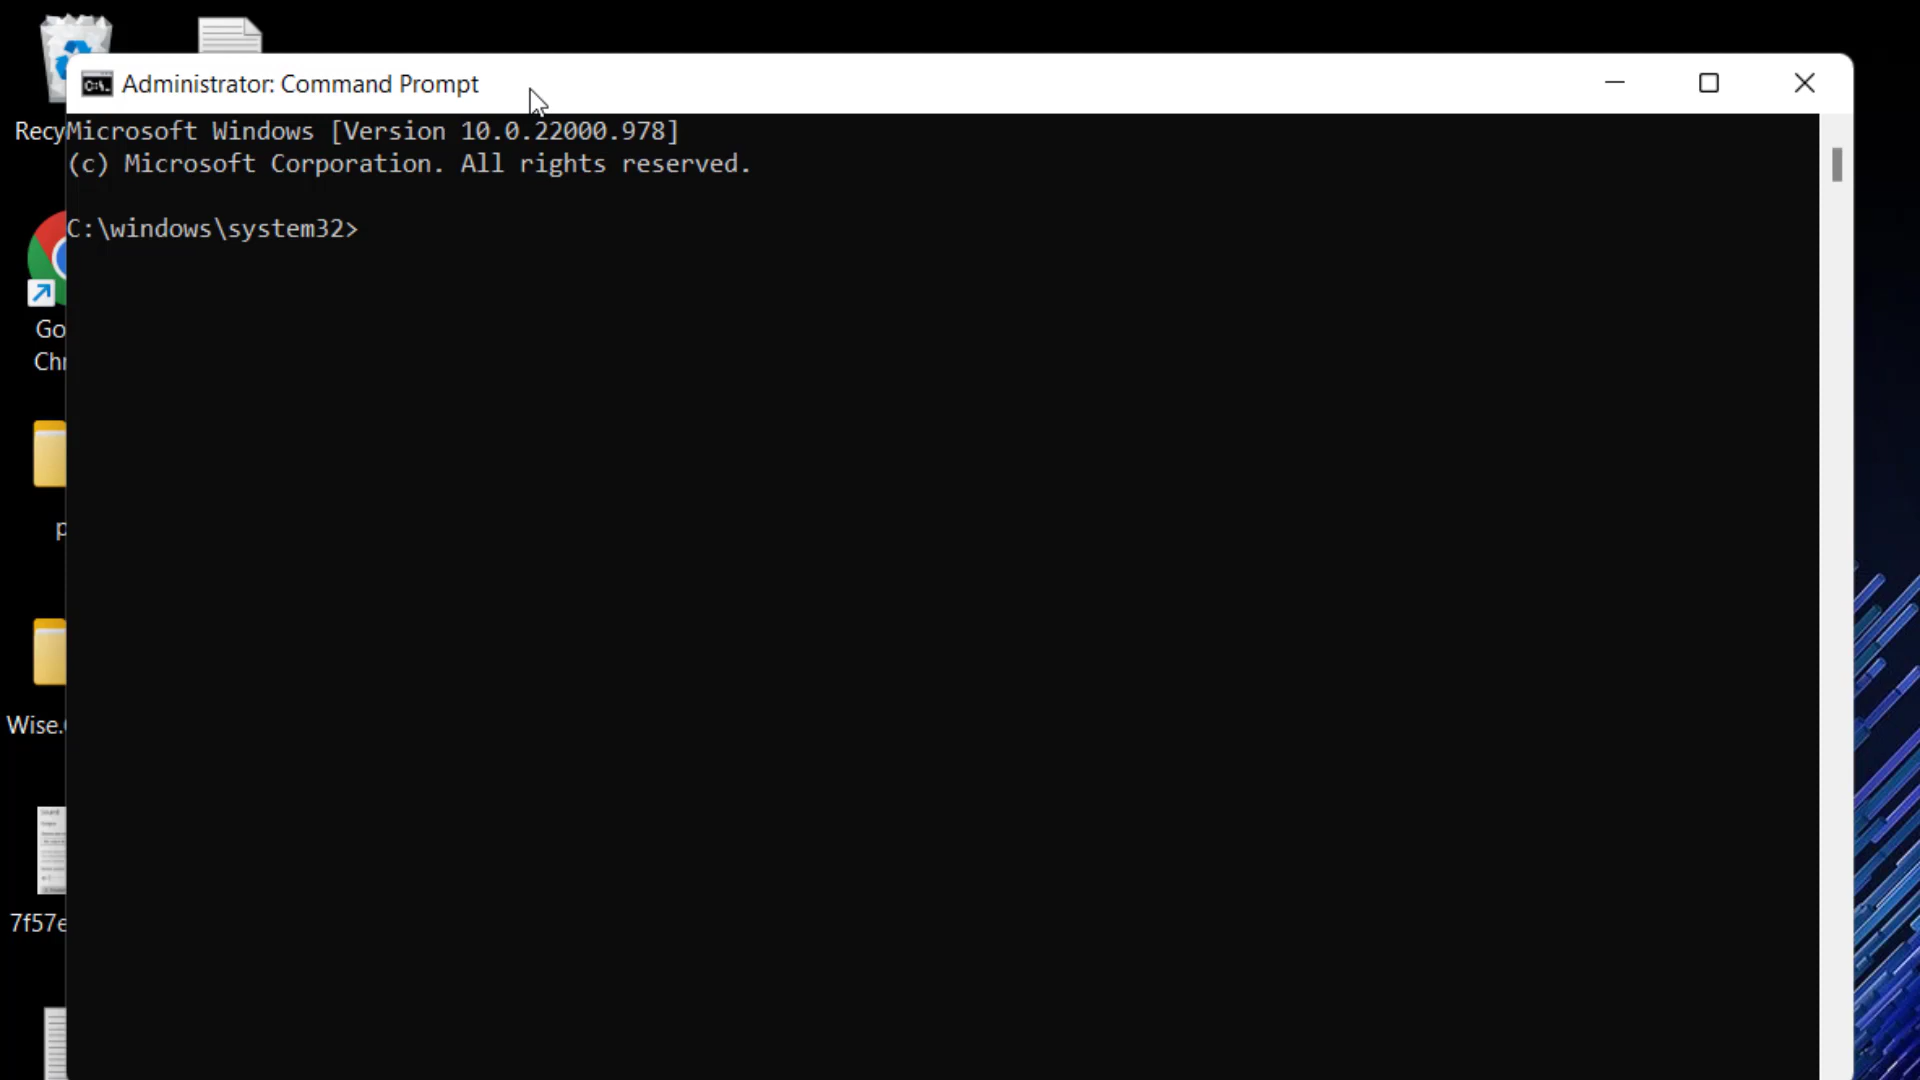 Administrator: Command Prompt
Microsoft Windows [Version 10.0.22000.978]
(c) Microsoft Corporation. All rights reserved.
C:\windows\system32>
Recy
Go
Chr
p
Wise.
7f57e